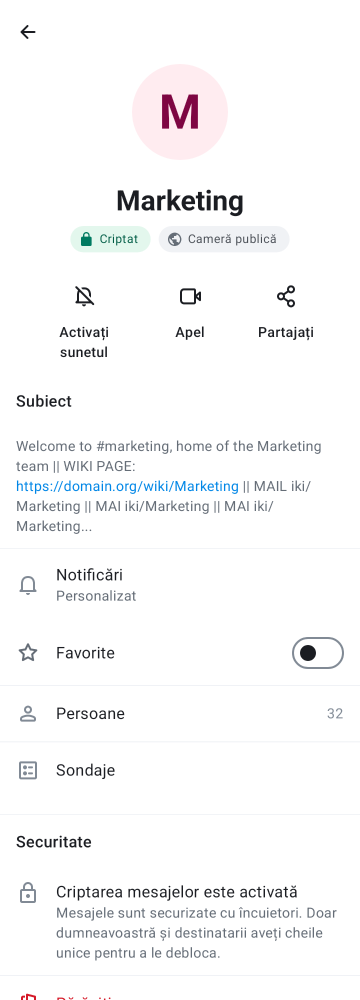 M
Marketing
Criptat
Cameră publică
Activați
sunetul
Apel
Partajați
Subiect
Welcome to #marketing, home of the Marketing
team || WIKI PAGE:
https://domain.org/wiki/Marketing || MAIL iki/
Marketing || MAI iki/Marketing || MAI iki/
Marketing...
Notificări
Personalizat
Favorite
Persoane
32
Sondaje
Securitate
Criptarea mesajelor este activată
Mesajele sunt securizate cu încuietori. Doar
dumneavoastră și destinatarii aveți cheile
unice pentru a le debloca.